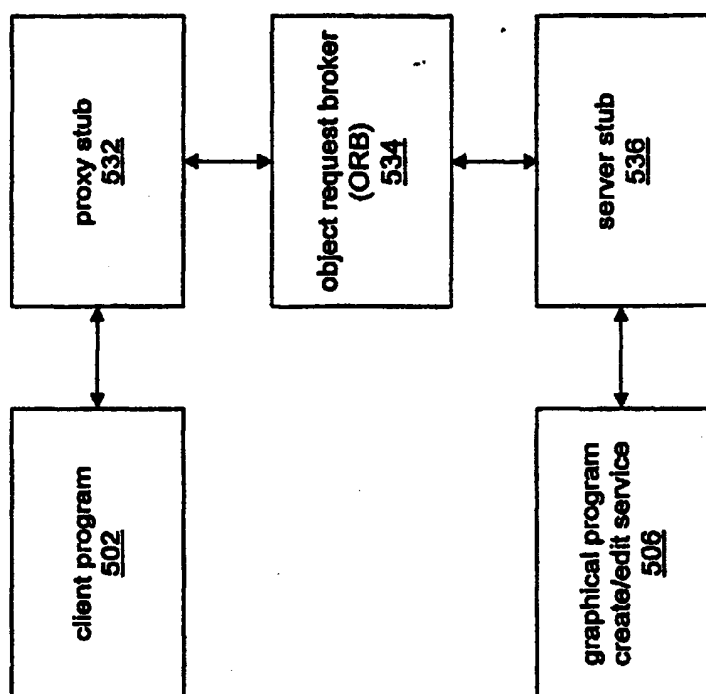 client program
502
proxy stub
532
object request broker
(ORB)
534
server stub
536
graphical program
create/edit service
506